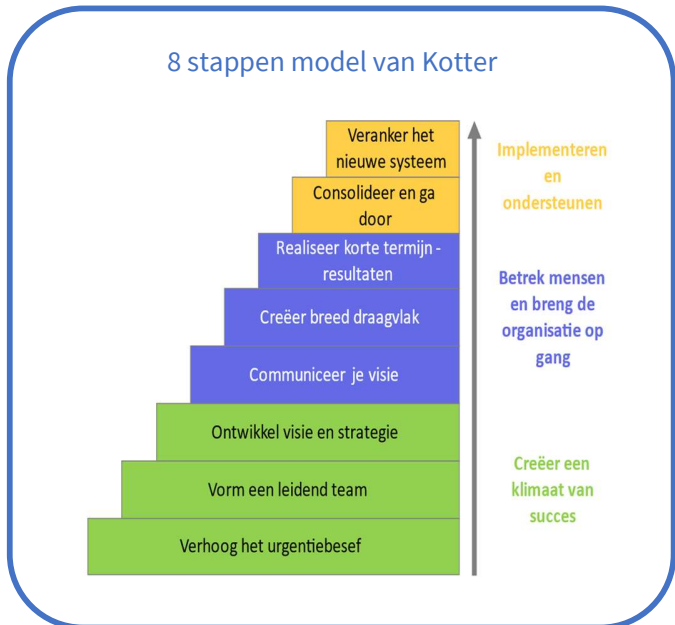 8 stappen model van Kotter
Veranker het
nieuwe systeem
Consolideer en ga
door
Realiseer korte termijn -
resultaten
Creëer breed draagvlak
Communiceer je visie
Ontwikkel visie en strategie
Vorm een leidend team
Verhoog het urgentiebesef
Implementeren
en
ondersteunen
Betrek mensen
en breng de
organisatie op
gang
Creëer een
klimaat van
succes